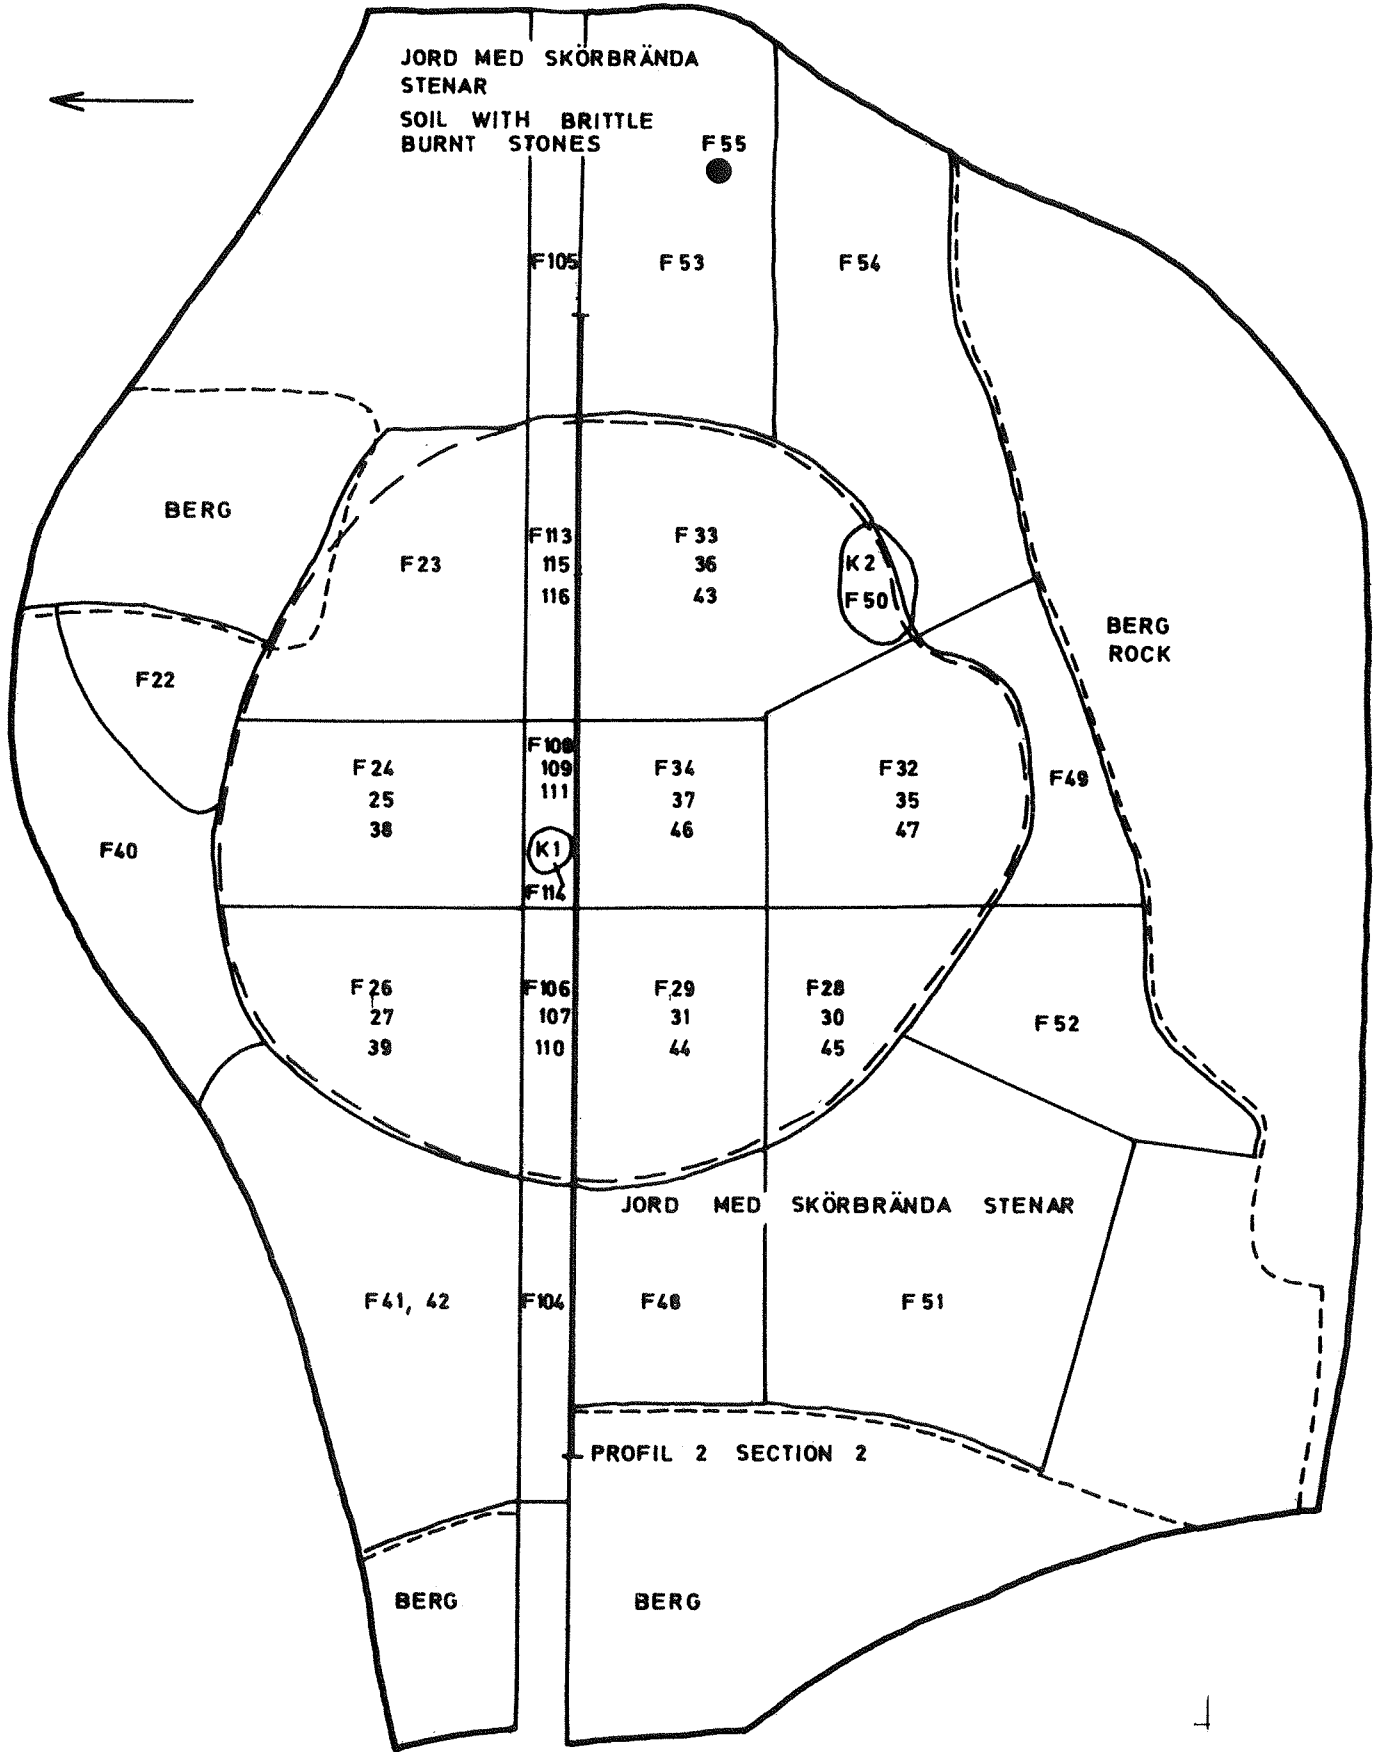 JORD MED SKÖRBRÄNDA
STENAR
SOIL WITH BRITTLE
BURNT STONES
F55
F105
F53
F54
BERG
F23
F113
115
116
F33
36
43
K2
F50
BERG
ROCK
F22
F24
25
38
F108
109
111
F34
37
46
F32
35
47
F49
F40
K1
F114
F26
27
39
F106
107
110
F29
31
44
F28
30
45
F52
JORD MED SKÖRBRÄNDA STENAR
F41, 42
F104
F48
F51
PROFIL 2 SECTION 2
BERG
BERG